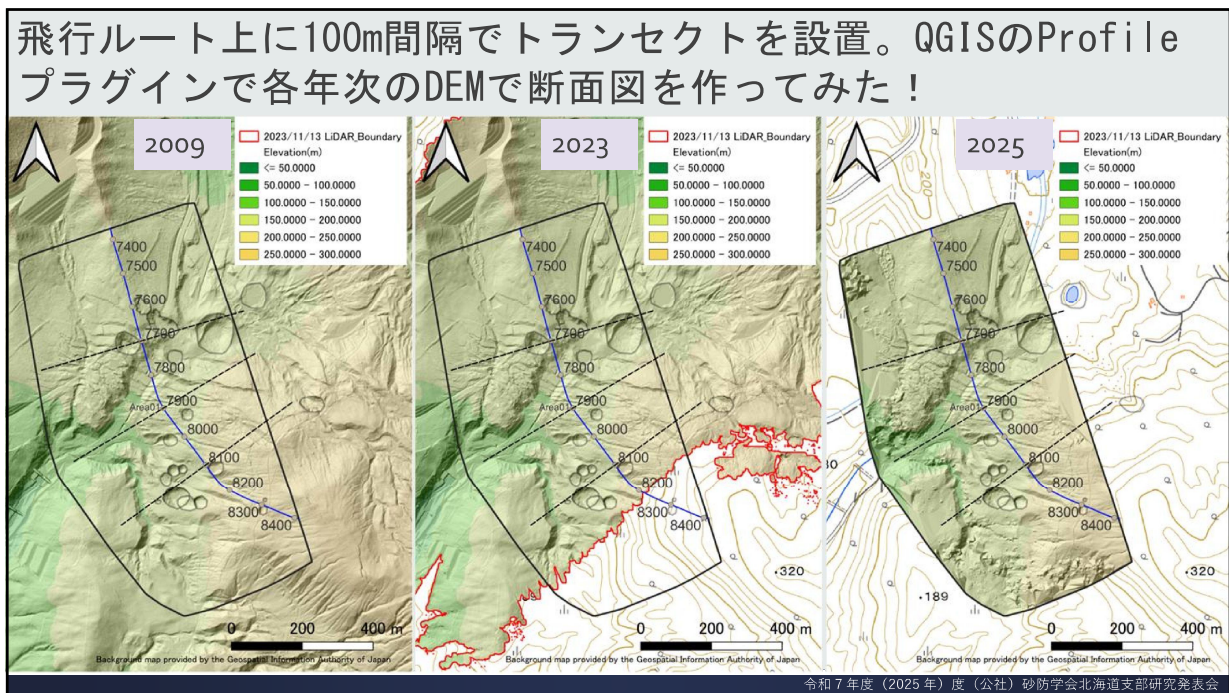 飛行ルート上に100m間隔でトランセクトを設置。QGISのProfile
プラグインで各年次のDEMで断面図を作ってみた！
2009
2023/11/13 LiDAR_Boundary
Elevation(m)
<= 50.0000
50.0000 - 100.0000
100.0000 - 150.0000
150.0000 - 200.0000
200.0000 - 250.0000
250.0000 - 300.0000
7400
7500
7600
7700
7800
Area01
7900
8000
8100
8200
8300
8400
0 200 400 m
Background map provided by the Geospatial Information Authority of Japan
2023
2023/11/13 LiDAR_Boundary
Elevation(m)
<= 50.0000
50.0000 - 100.0000
100.0000 - 150.0000
150.0000 - 200.0000
200.0000 - 250.0000
250.0000 - 300.0000
7400
7500
7600
7700
7800
Area01
7900
8000
8100
8200
8300
8400
320
0 200 400 m
Background map provided by the Geospatial Information Authority of Japan
2025
2023/11/13 LiDAR_Boundary
Elevation(m)
<= 50.0000
50.0000 - 100.0000
100.0000 - 150.0000
150.0000 - 200.0000
200.0000 - 250.0000
250.0000 - 300.0000
200
7400
7500
7600
7700
7800
Area01
7900
8000
8100
8200
8300
8400
320
189
0 200 400 m
Background map provided by the Geospatial Information Authority of Japan
令和７年度（2025年）度（公社）砂防学会北海道支部研究発表会